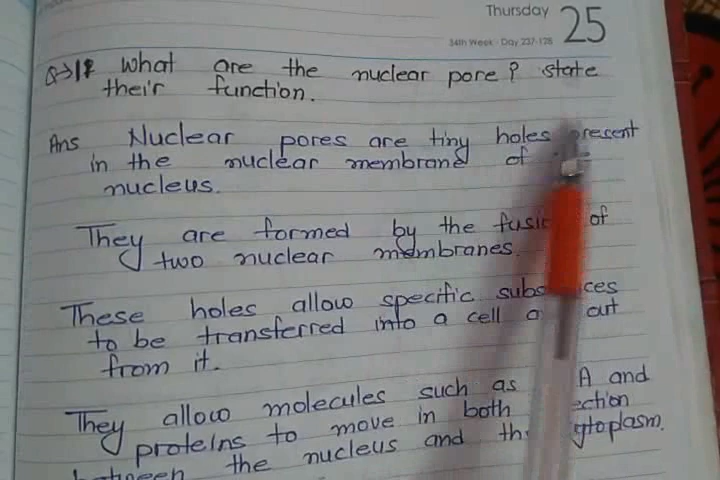 Thursday 25
34th Week - Day 237-128
Q→1# What are the nuclear pore? state
their function.
Ans Nuclear pores are tiny holes present
in the nuclear membrane of
nucleus.
They are formed by the of
two nuclear membranes.
These holes allow specific
to be transferred into a cell out
from it.
They allow molecules such as and
proteins to move in both
between the nucleus and